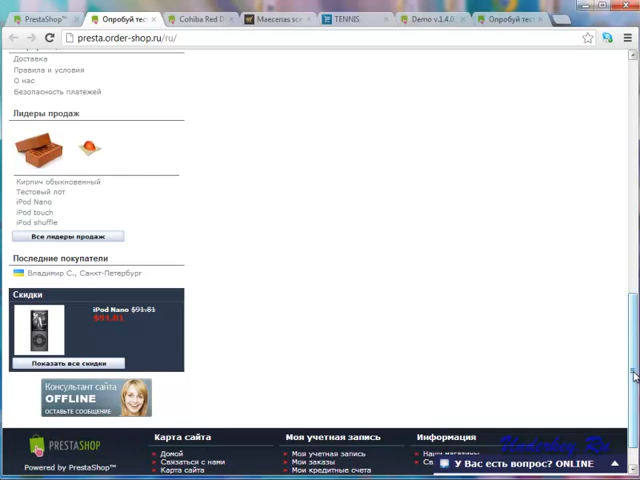 PrestaShop™
Опробуй тес
Cohiba Red D
Maecenas sce
TENNIS
Demo v.1.4.0
Опробуй тес
presta.order-shop.ru/ru/
Доставка
Правила и условия
О нас
Безопасность платежей
Лидеры продаж
Кирпич обыкновенный
Тестовый лот
iPod Nano
iPod touch
iPod shuffle
Все лидеры продаж
Последние покупатели
Владимир С., Санкт-Петербург
Скидки
iPod Nano $91.81
Показать все скидки
Консультант сайта
OFFLINE
ОСТАВЬТЕ СООБЩЕНИЕ
PRESTASHOP
Powered by PrestaShop™
Карта сайта
Домой
Связаться с нами
Карта сайта
Моя учетная запись
Моя учетная запись
Мои заказы
Мои кредитные счета
Информация
Наши магазины
Св
У Вас есть вопрос? ONLINE